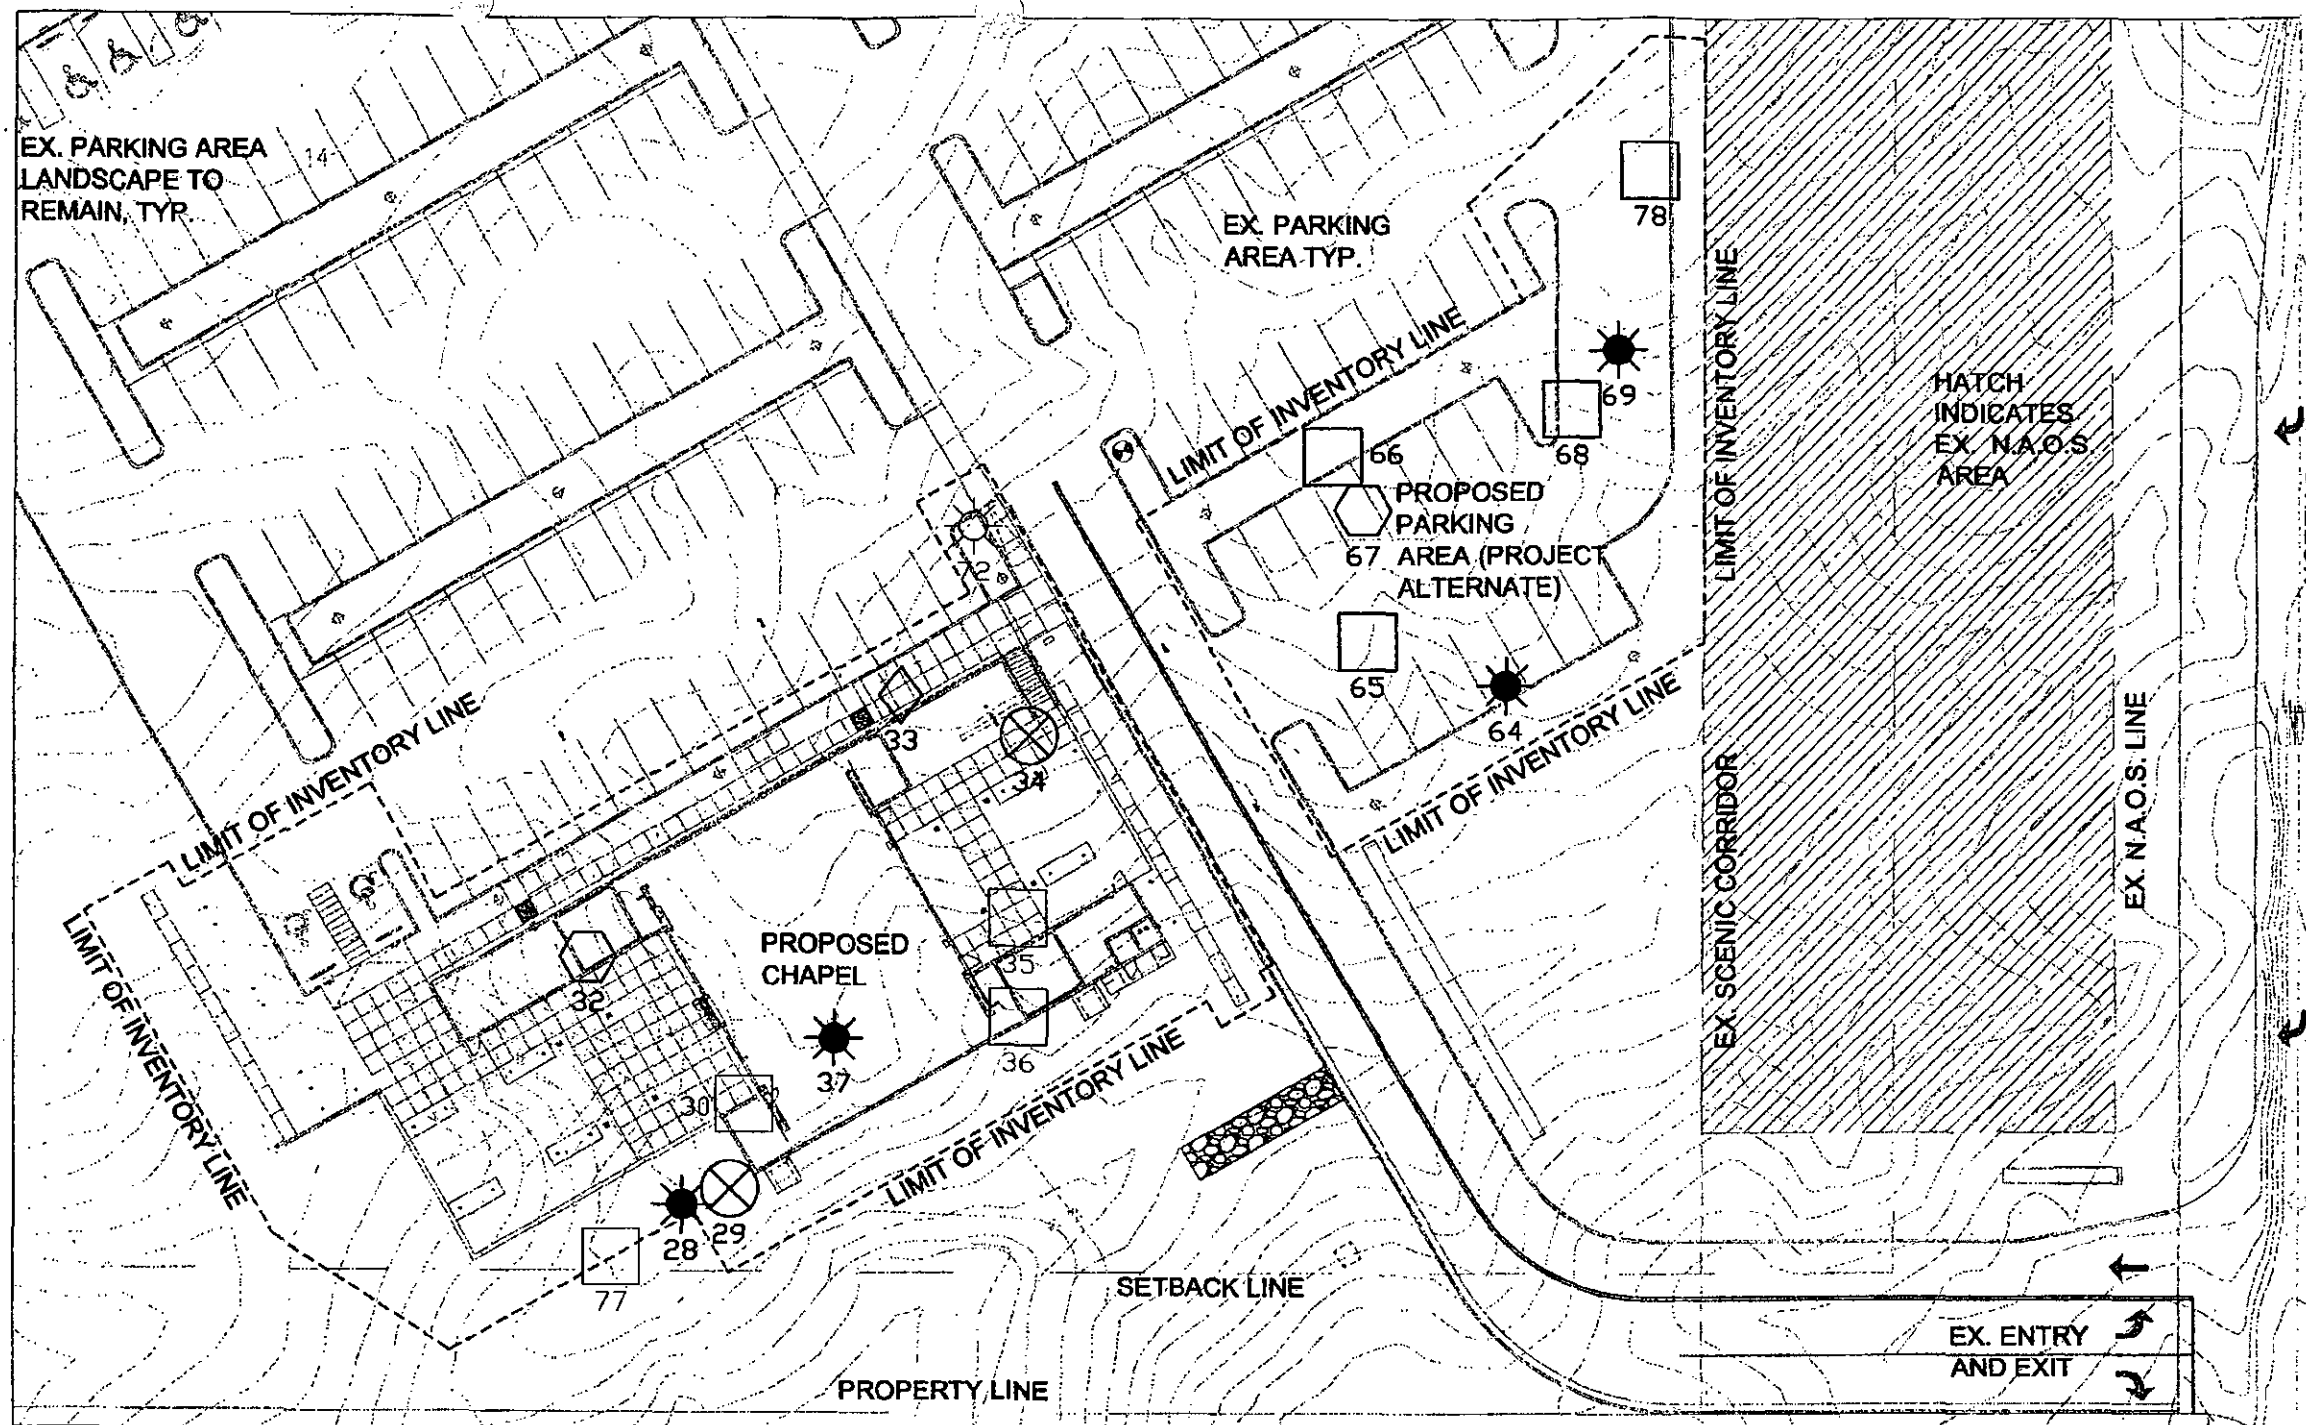 EX. PARKING AREA
LANDSCAPE TO
REMAIN, TYP.
14
EX. PARKING
AREA TYP.
78
LIMIT OF INVENTORY LINE
LIMIT OF INVENTORY LINE
69
68
66
HATCH
INDICATES
EX. N.A.O.S.
AREA
PROPOSED
PARKING
AREA (PROJECT
ALTERNATE)
67
72
65
64
LIMIT OF INVENTORY LINE
33
34
LIMIT OF INVENTORY LINE
EX. SCENIC CORRIDOR
EX. N.A.O.S. LINE
LIMIT OF INVENTORY LINE
PROPOSED
CHAPEL
32
35
36
37
30
LIMIT OF INVENTORY LINE
28
29
77
SETBACK LINE
EX. ENTRY
AND EXIT
PROPERTY LINE